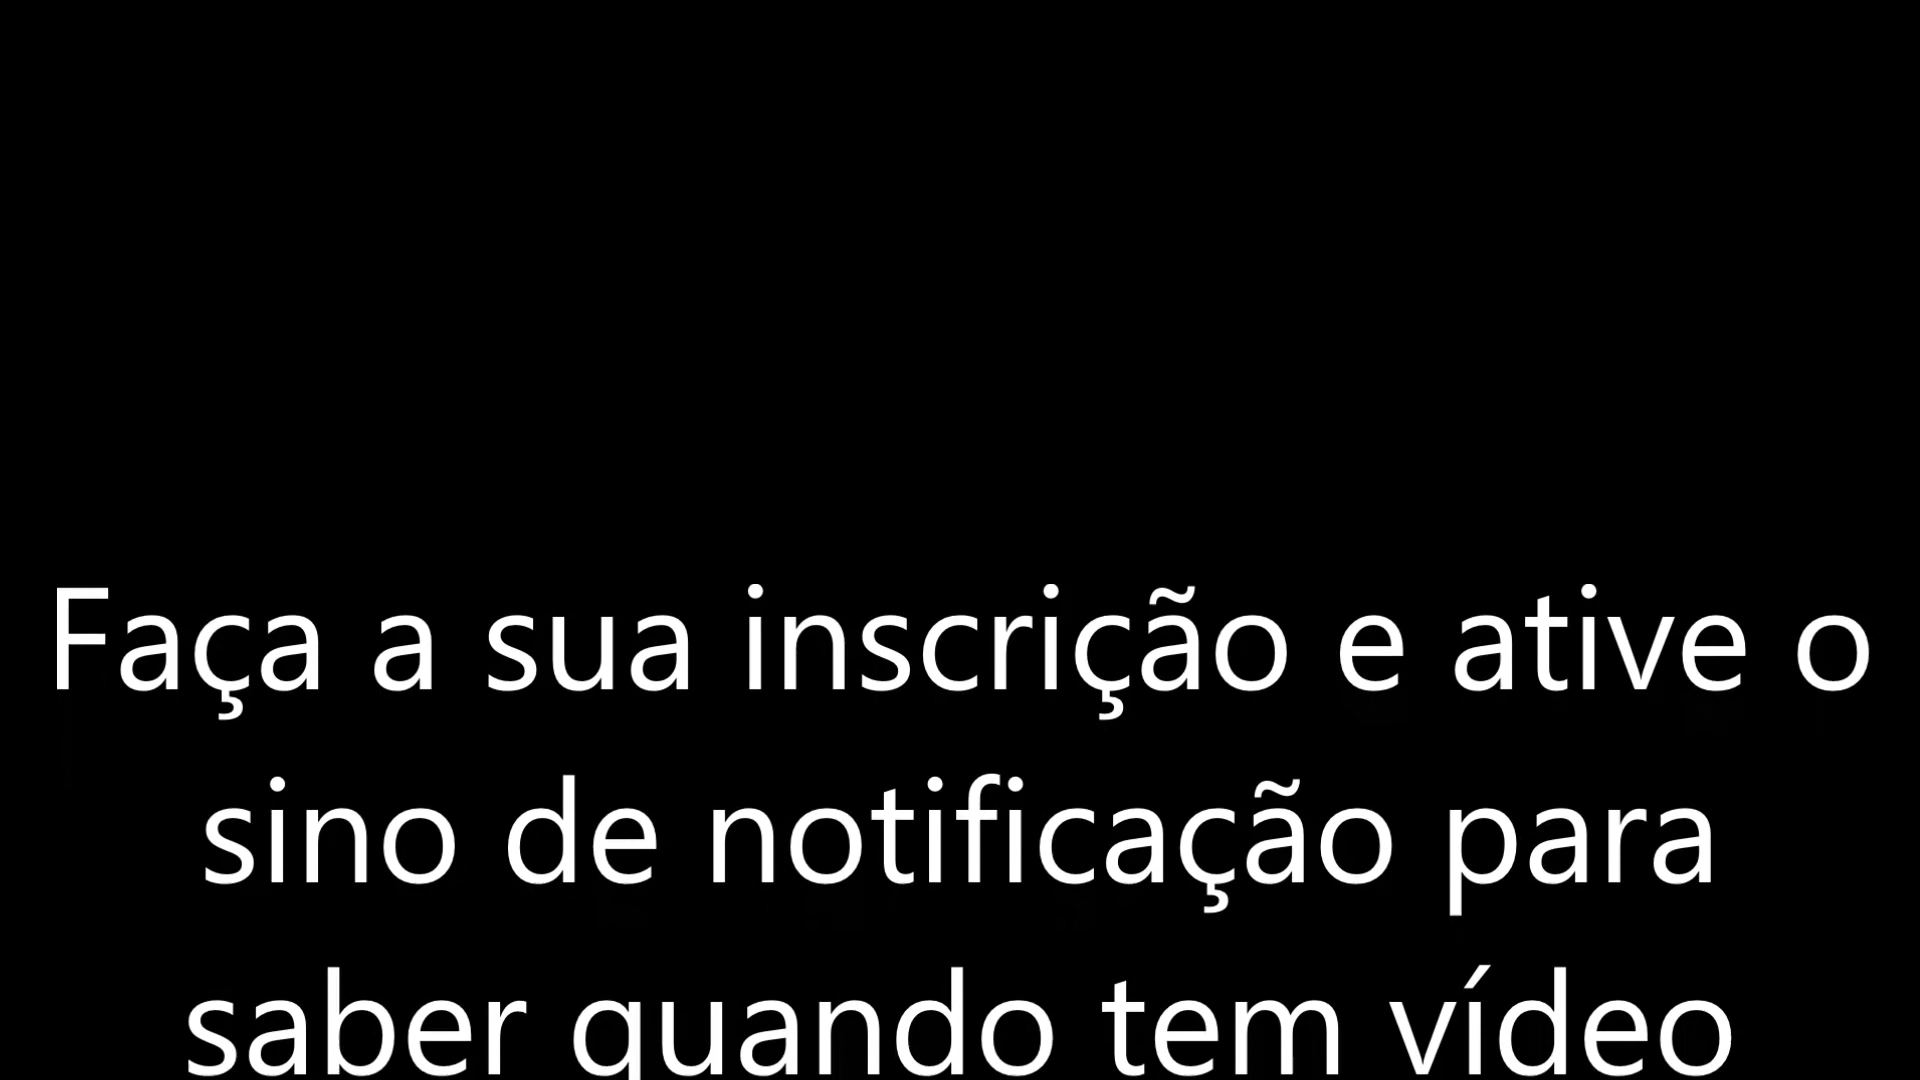 Faça a sua inscrição e ative o
sino de notificação para
saber quando tem vídeo